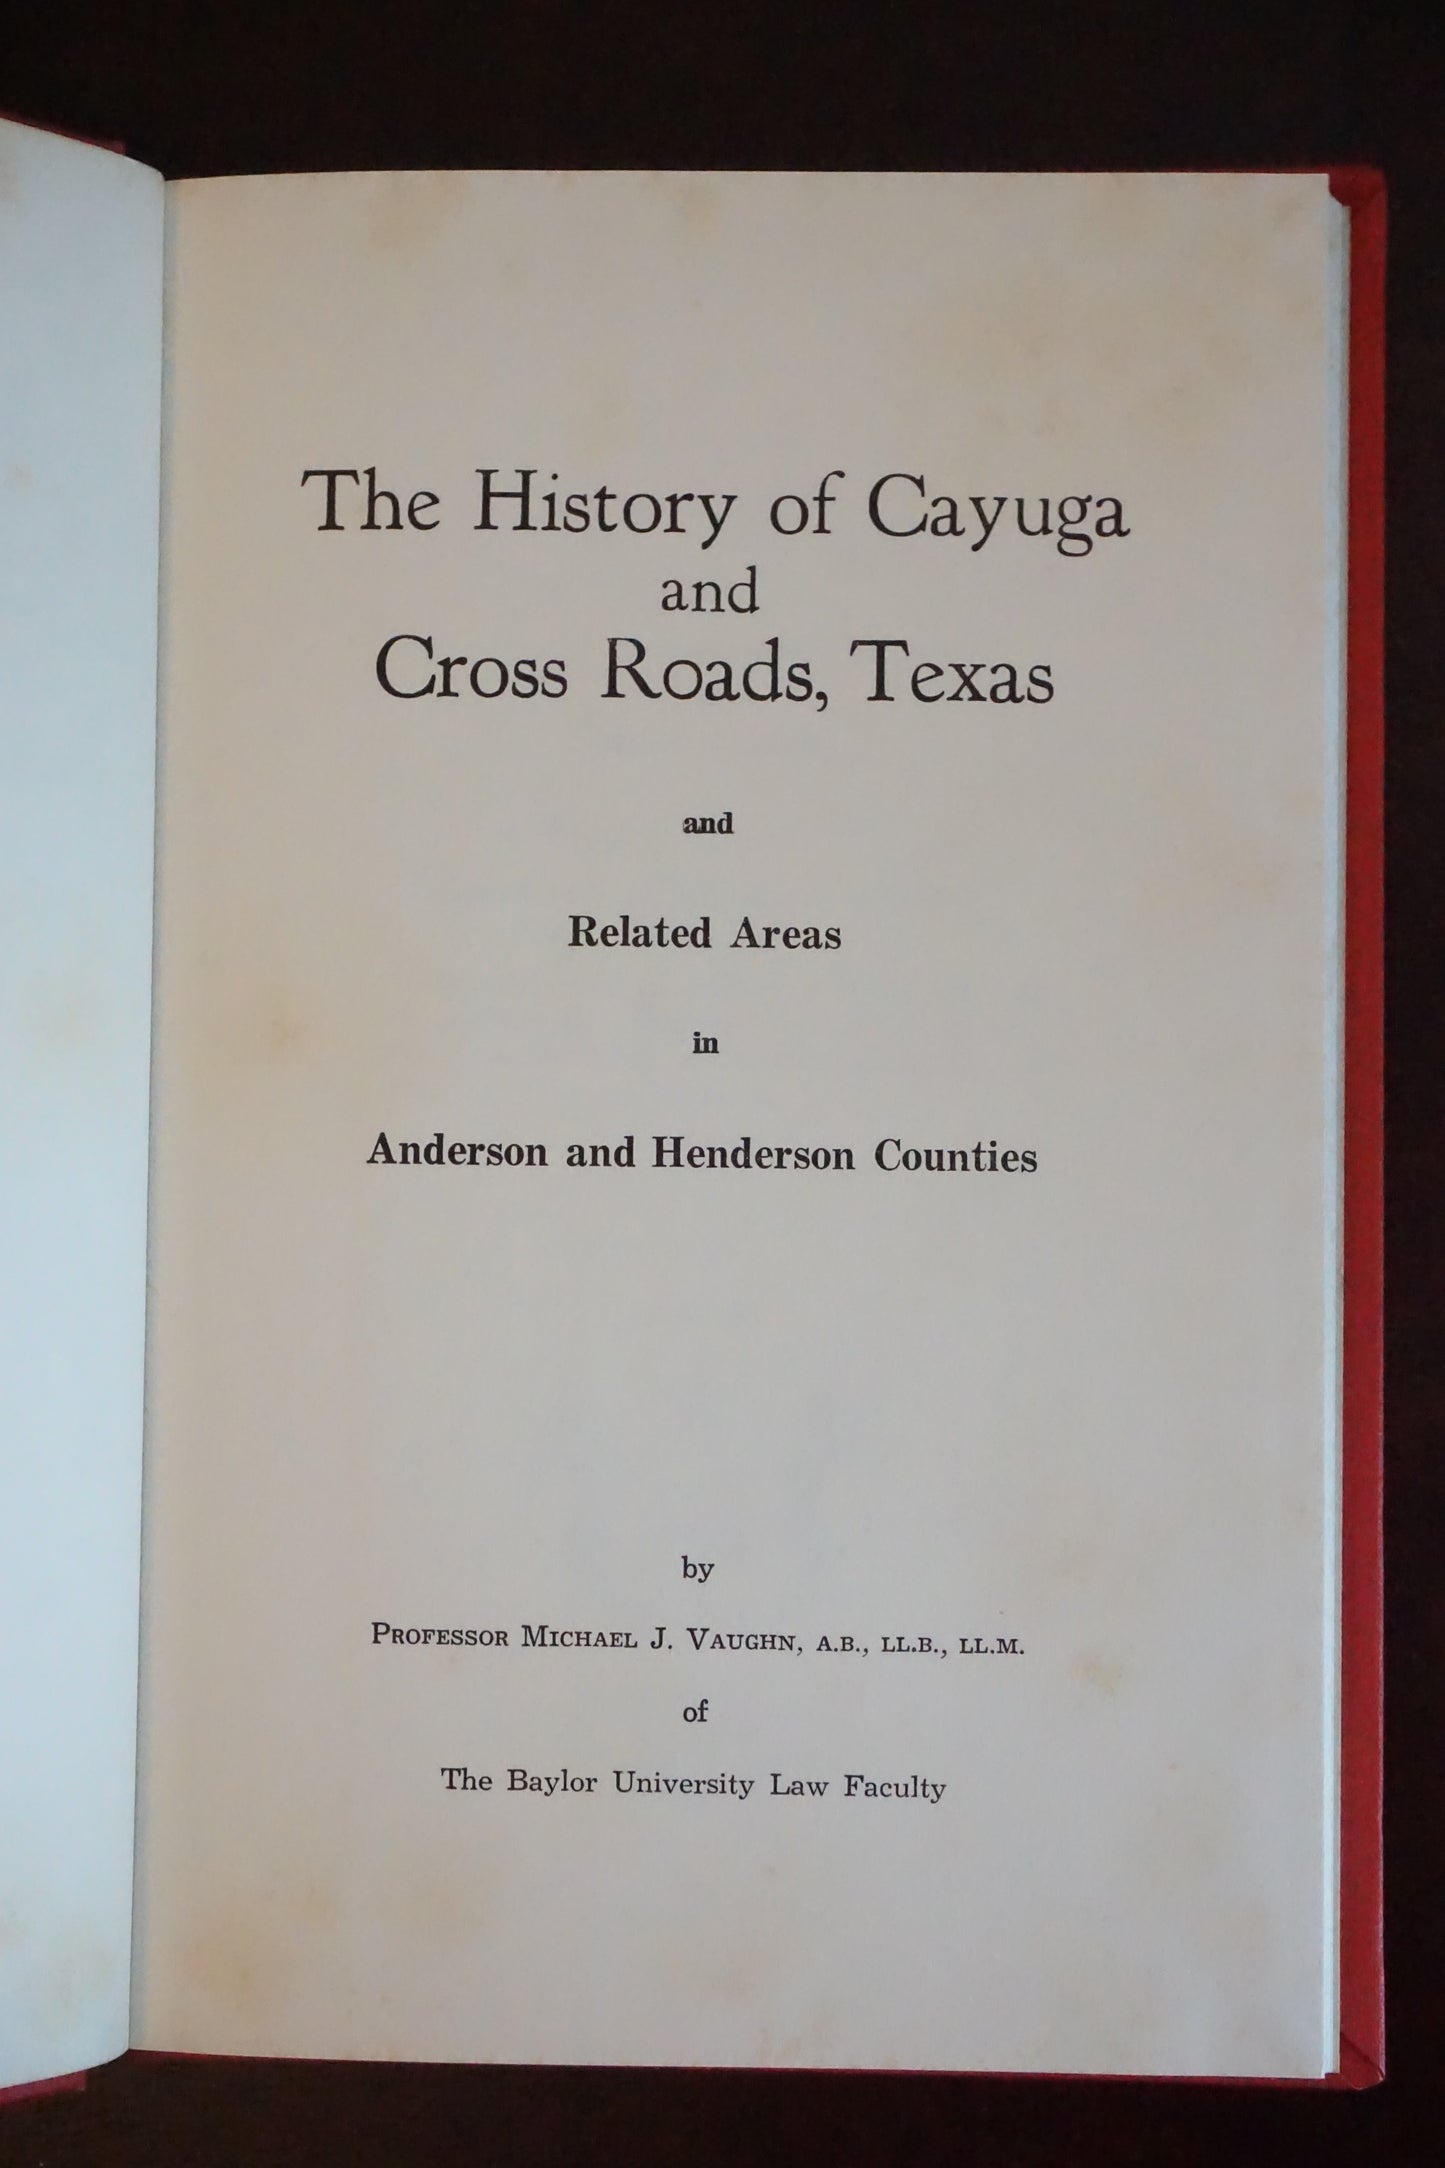 The History of Cayuga
and
Cross Roads, Texas
and
Related Areas
in
Anderson and Henderson Counties
by
Professor Michael J. Vaughn, A.B., LL.B., LL.M.
of
The Baylor University Law Faculty